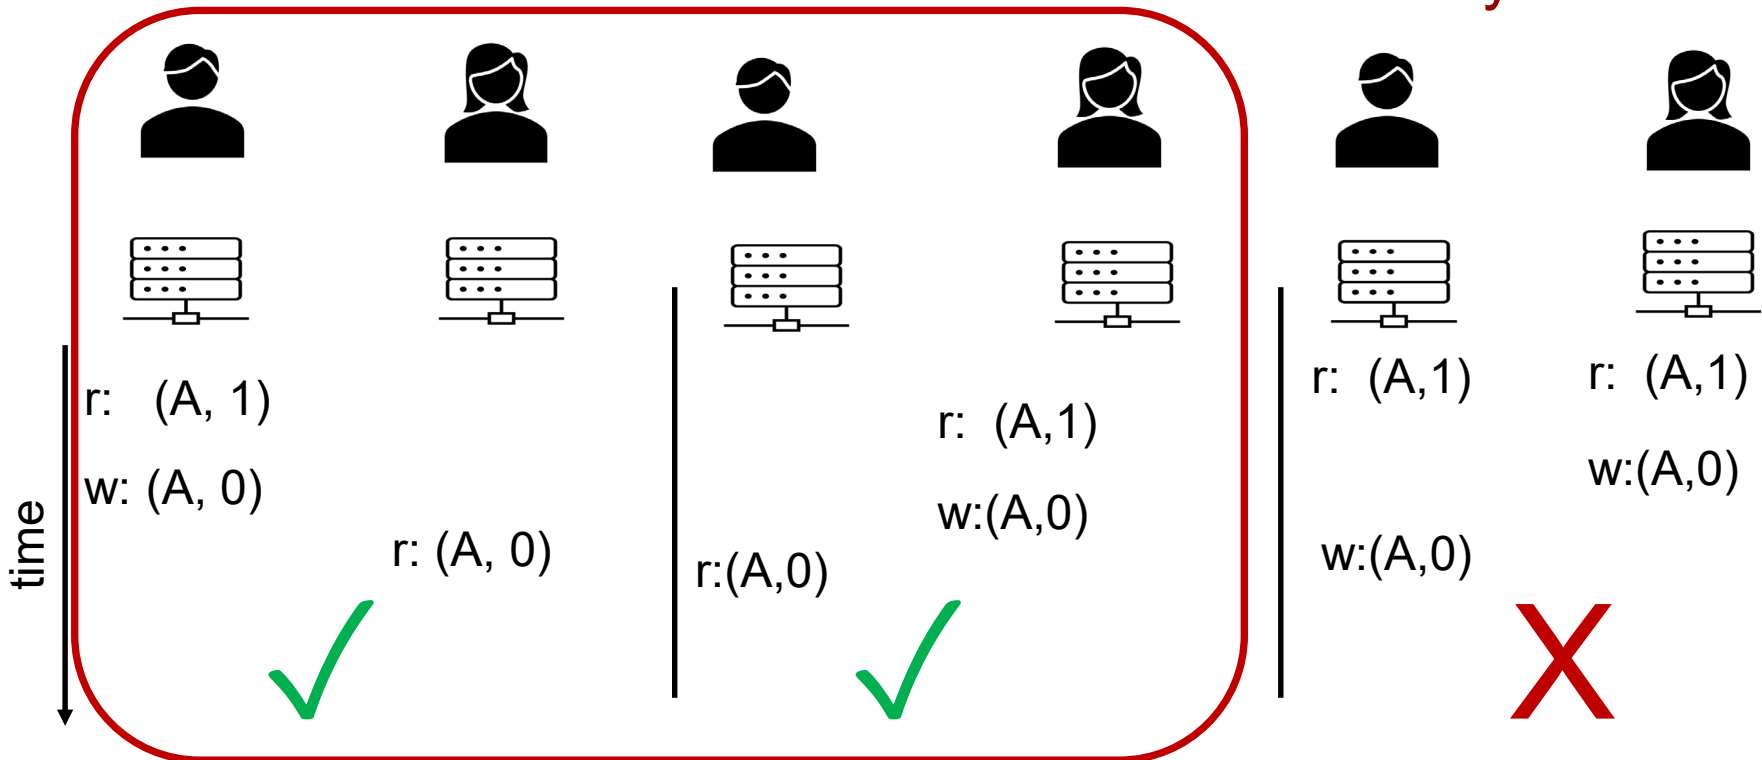 y
time
r: (A, 1)
w: (A, 0)
r: (A, 0)
r: (A,1)
w:(A,0)
r:(A,0)
r: (A,1)
w:(A,0)
r: (A,1)
w:(A,0)
X